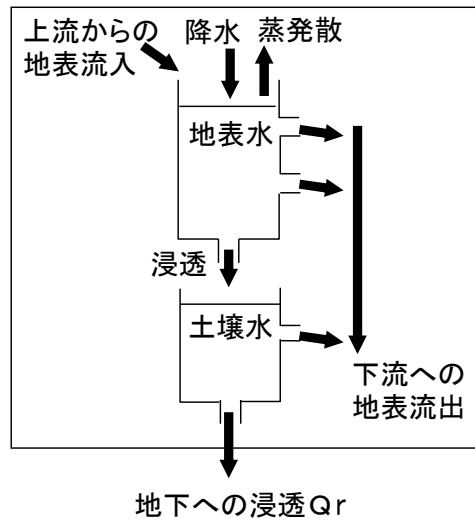 上流からの
地表流入
降水
蒸発散
地表水
浸透
土壌水
下流への
地表流出
地下への浸透Qr